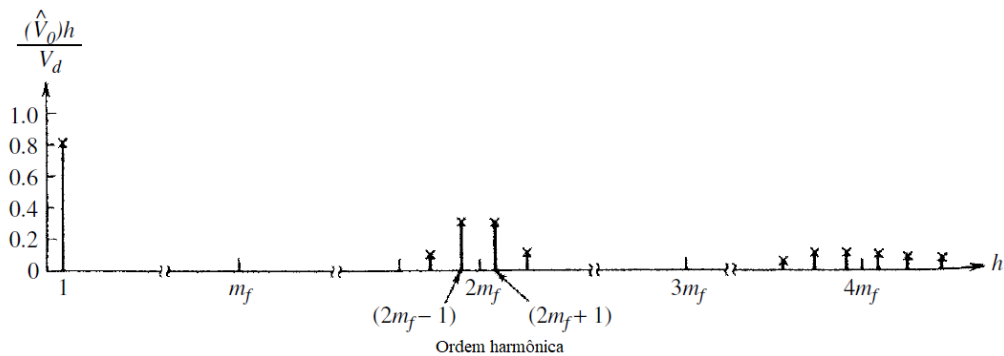 (V̂₀)h
V_d
1.0
0.8
0.6
0.4
0.2
0
1 m_f 2m_f 3m_f 4m_f h
(2m_f − 1) (2m_f + 1)
Ordem harmônica